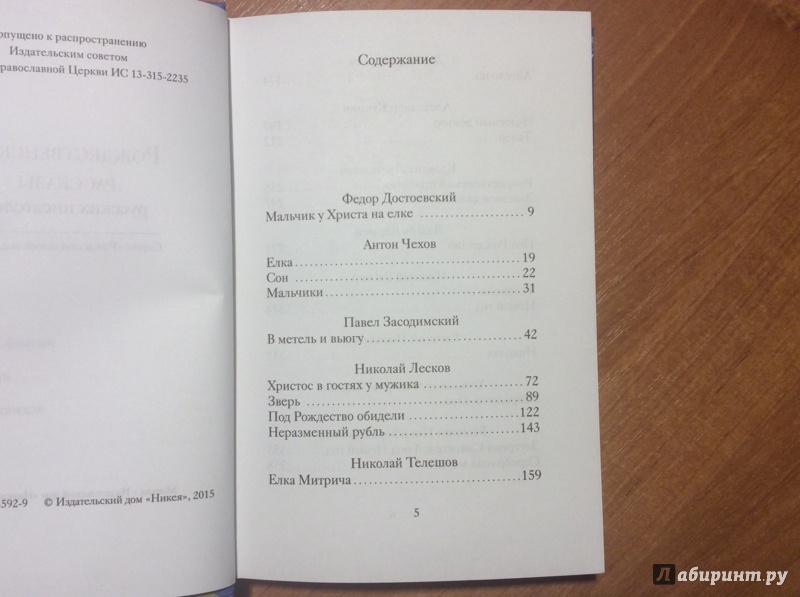 опущено к распространению
Издательским советом
равославной Церкви ИС 13-315-2235
592-9 © Издательский дом «Никея», 2015
Содержание
Федор Достоевский
Мальчик у Христа на елке .................... 9
Антон Чехов
Елка ........................................ 19
Сон ......................................... 22
Мальчики .................................... 31
Павел Засодимский
В метель и вьюгу ............................ 42
Николай Лесков
Христос в гостях у мужика ................... 72
Зверь ....................................... 89
Под Рождество обидели ....................... 122
Неразменный рубль ........................... 143
Николай Телешов
Елка Митрича ................................ 159
5
Лабиринт.ру